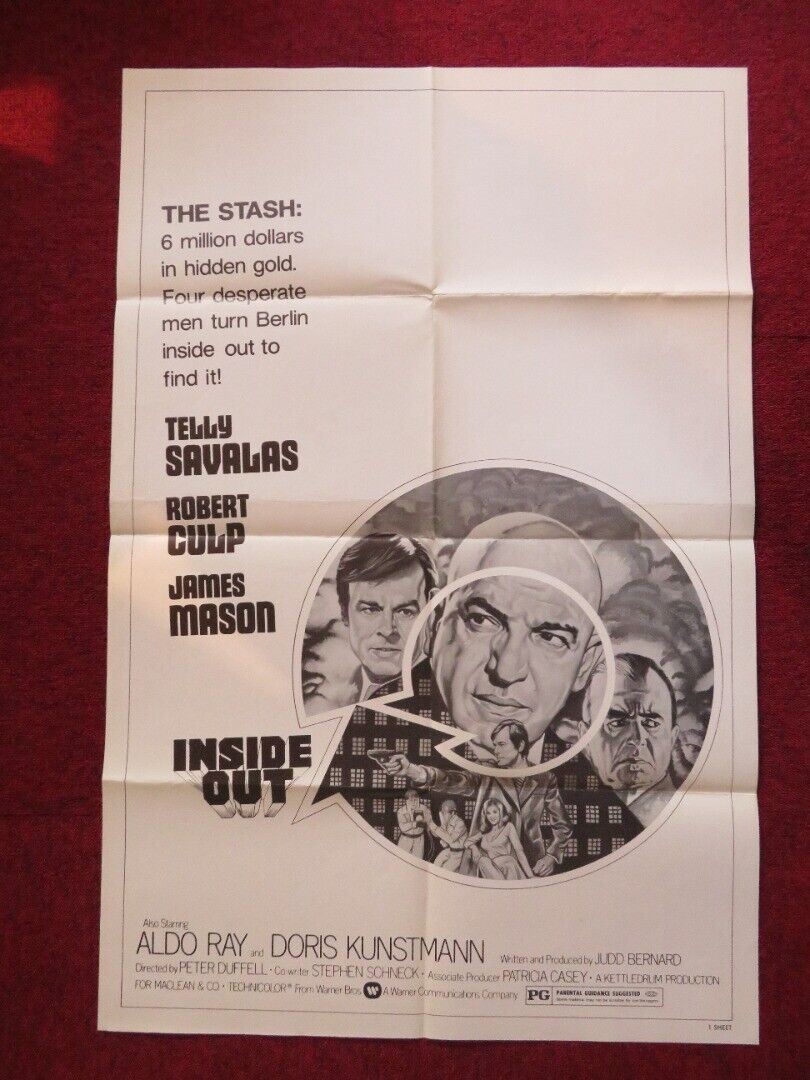 THE STASH:
6 million dollars
in hidden gold.
Four desperate
men turn Berlin
inside out to
find it!
TELLY
SAVALAS
ROBERT
CULP
JAMES
MASON
INSIDE
OUT
Also Starring
ALDO RAY and DORIS KUNSTMANN Written and Produced by JUDD BERNARD
Directed by PETER DUFFELL · Co-writer STEPHEN SCHNECK · Associate Producer PATRICIA CASEY · A KETTLEDRUM PRODUCTION
FOR MACLEAN & CO. · TECHNICOLOR® From Warner Bros. W A Warner Communications Company PG PARENTAL GUIDANCE SUGGESTED
1 SHEET